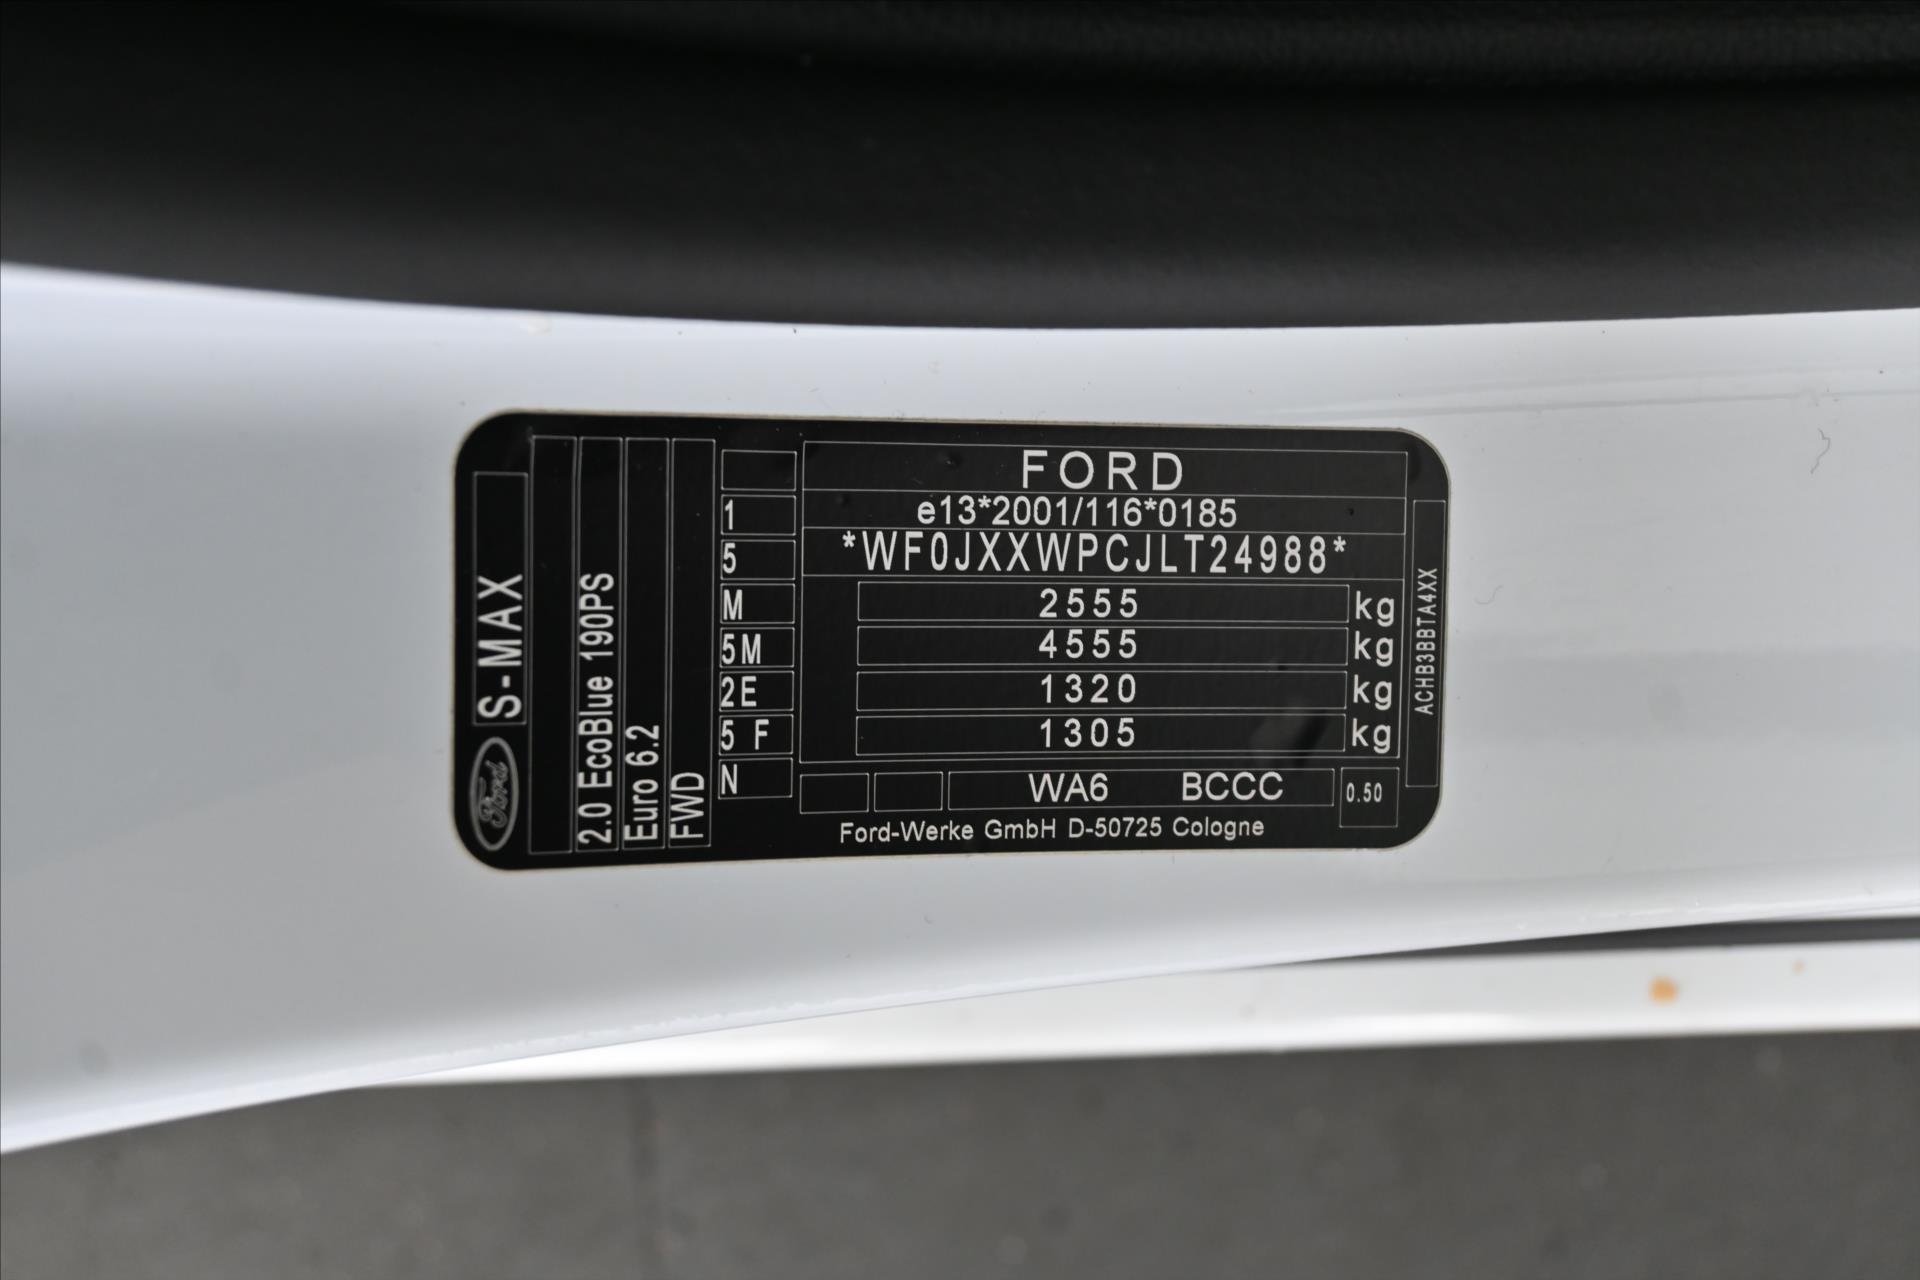 Ford S-MAX
2.0 EcoBlue 190PS
Euro 6.2
FWD
1
5
M
5M
2E
5 F
N
FORD
e13*2001/116*0185
*WF0JXXWPCJLT24988*
2555 kg
4555 kg
1320 kg
1305 kg
WA6 BCCC 0.50
Ford-Werke GmbH D-50725 Cologne
ACHB3BBTA4XX